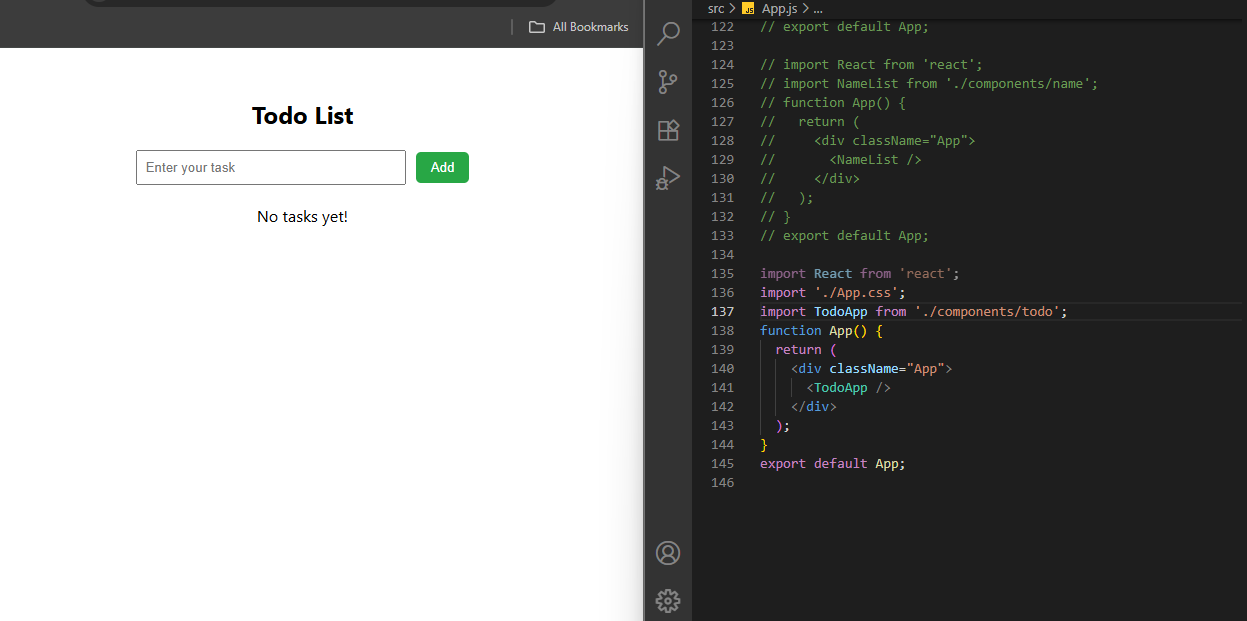 All Bookmarks
Todo List
Enter your task
Add
No tasks yet!
src > JS App.js > ...
122 // export default App;
123
124 // import React from 'react';
125 // import NameList from './components/name';
126 // function App() {
127 //   return (
128 //     <div className="App">
129 //       <NameList />
130 //     </div>
131 //   );
132 // }
133 // export default App;
134
135 import React from 'react';
136 import './App.css';
137 import TodoApp from './components/todo';
138 function App() {
139   return (
140     <div className="App">
141       <TodoApp />
142     </div>
143   );
144 }
145 export default App;
146